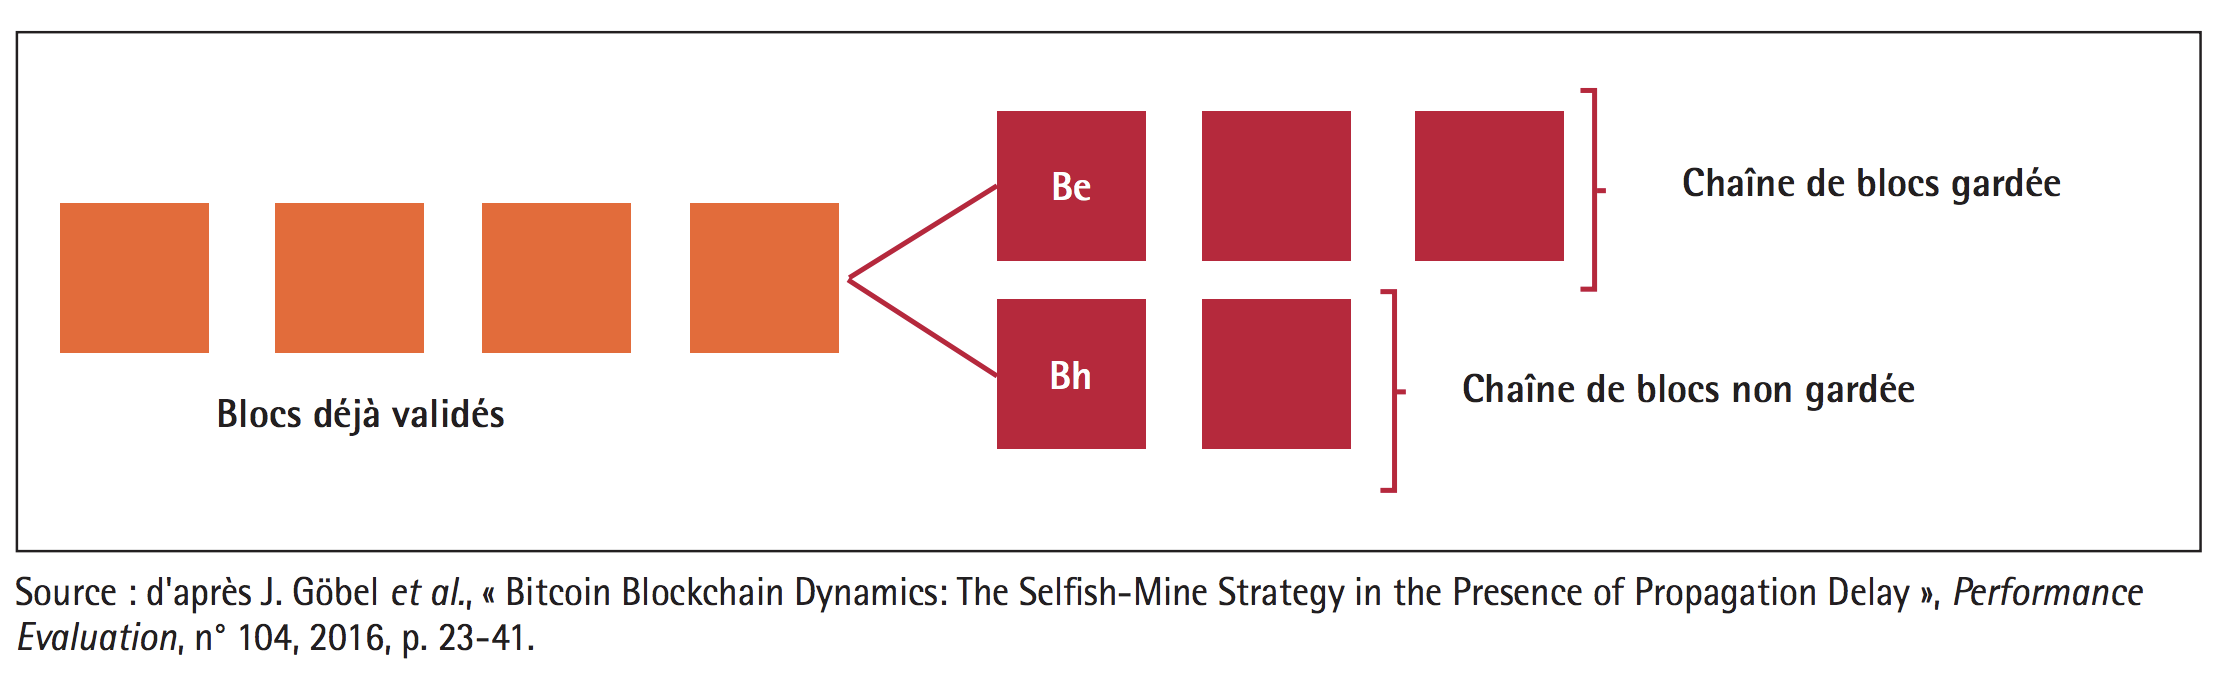 Be
Chaîne de blocs gardée
Blocs déjà validés
Bh
Chaîne de blocs non gardée
Source : d'après J. Göbel et al., « Bitcoin Blockchain Dynamics: The Selfish-Mine Strategy in the Presence of Propagation Delay », Performance
Evaluation, n° 104, 2016, p. 23-41.